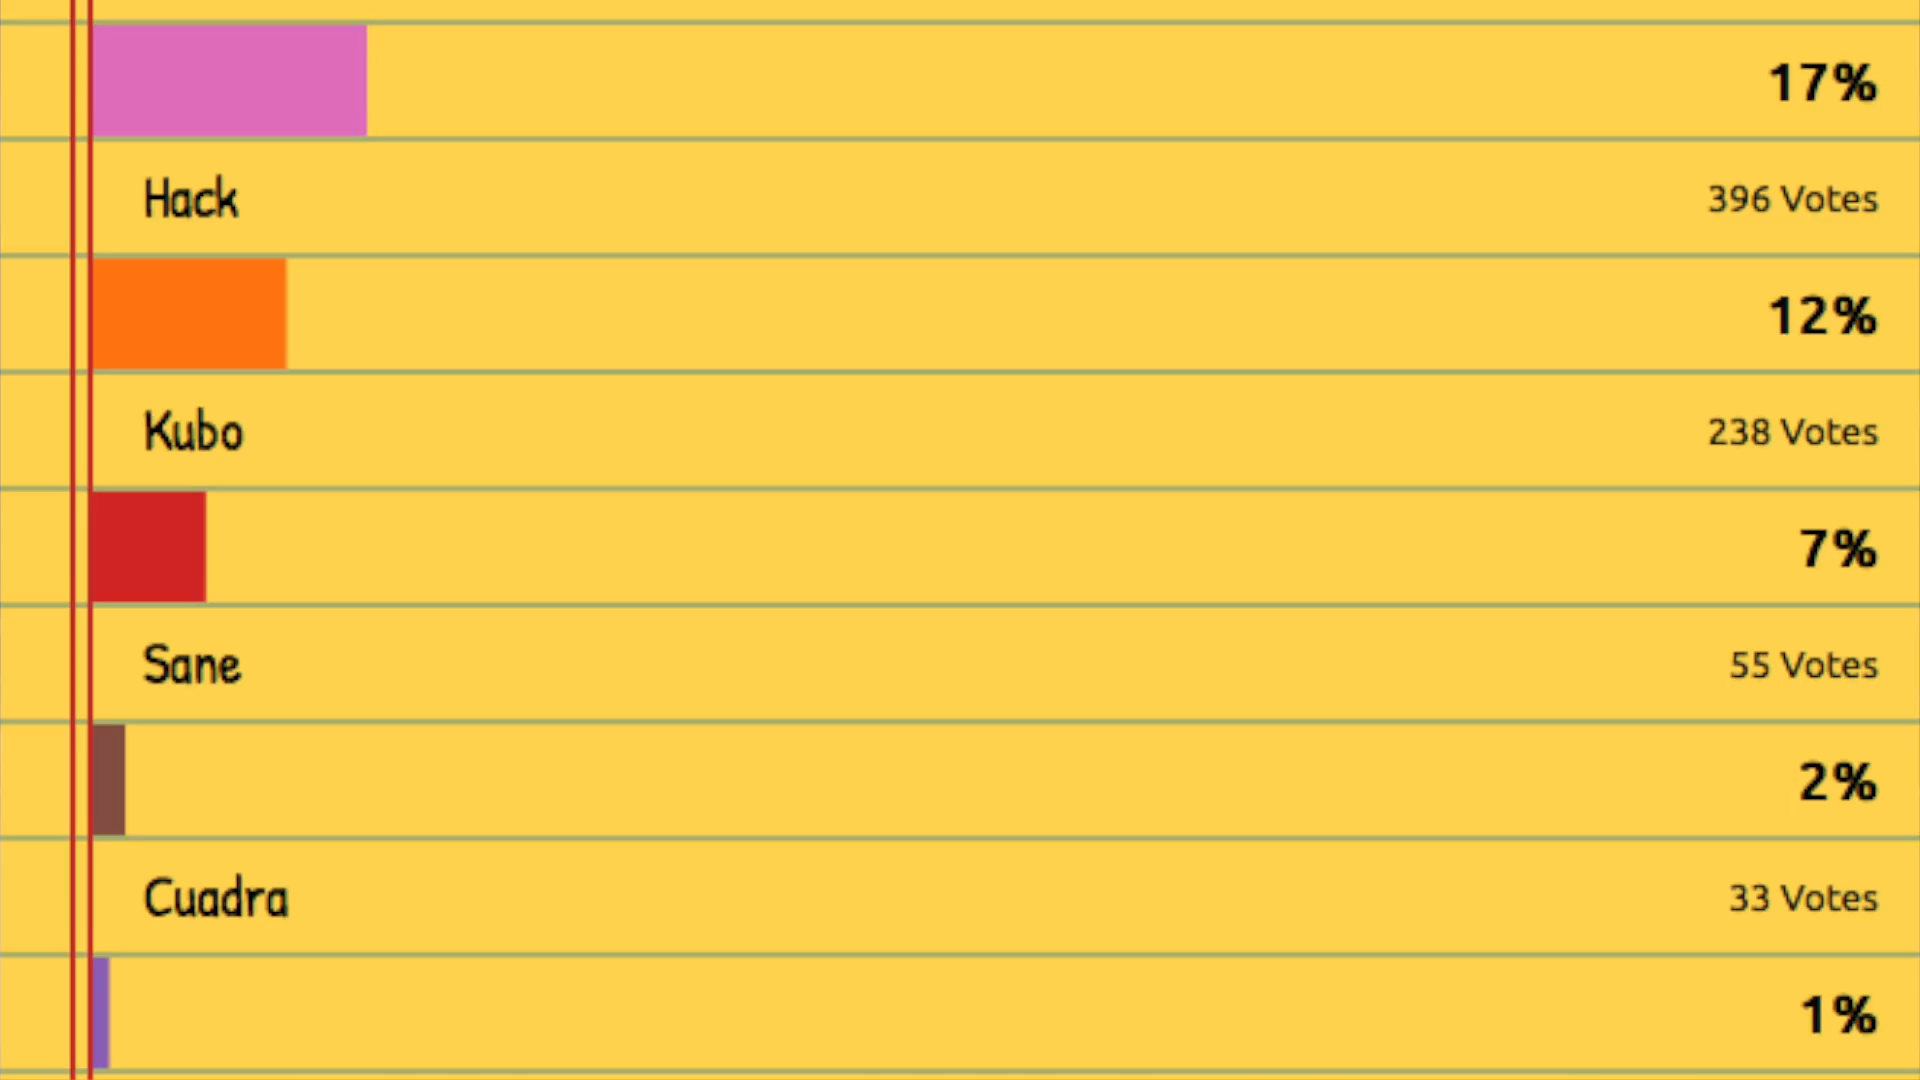 17%
Hack 396 Votes
12%
Kubo 238 Votes
7%
Sane 55 Votes
2%
Cuadra 33 Votes
1%